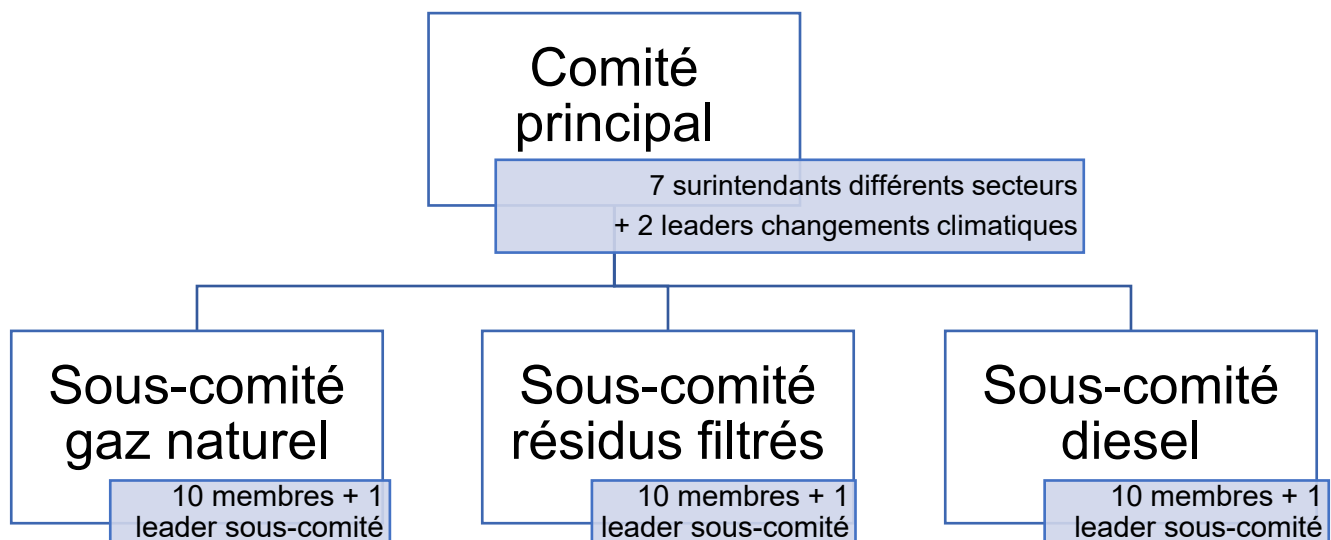 Comité
principal
7 surintendants différents secteurs
+ 2 leaders changements climatiques
Sous-comité
gaz naturel
10 membres + 1
leader sous-comité
Sous-comité
résidus filtrés
10 membres + 1
leader sous-comité
Sous-comité
diesel
10 membres + 1
leader sous-comité